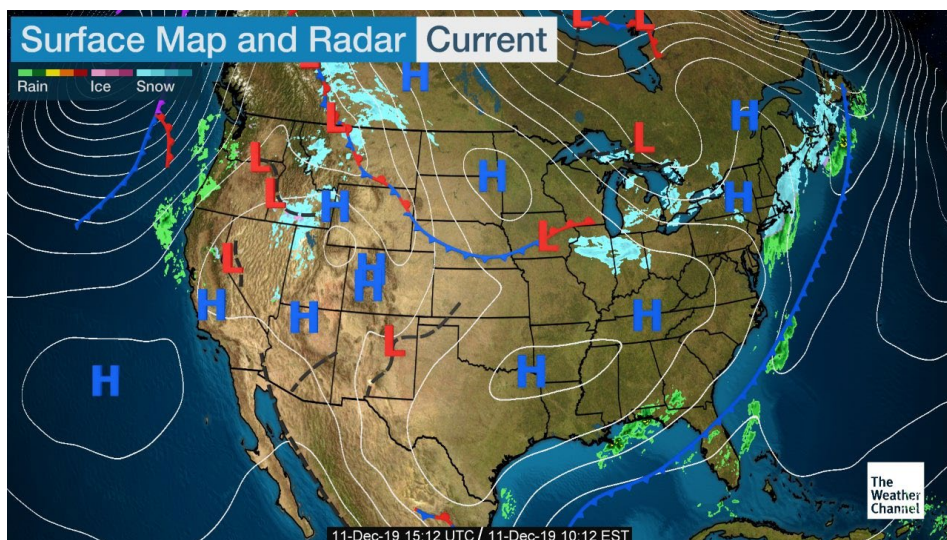 Surface Map and Radar Current
Rain Ice Snow
L L
L H
L H
L L
L H H L H
L H L
L H
H H H H H
L
H H
The
Weather
Channel
11-Dec-19 15:12 UTC / 11-Dec-19 10:12 EST